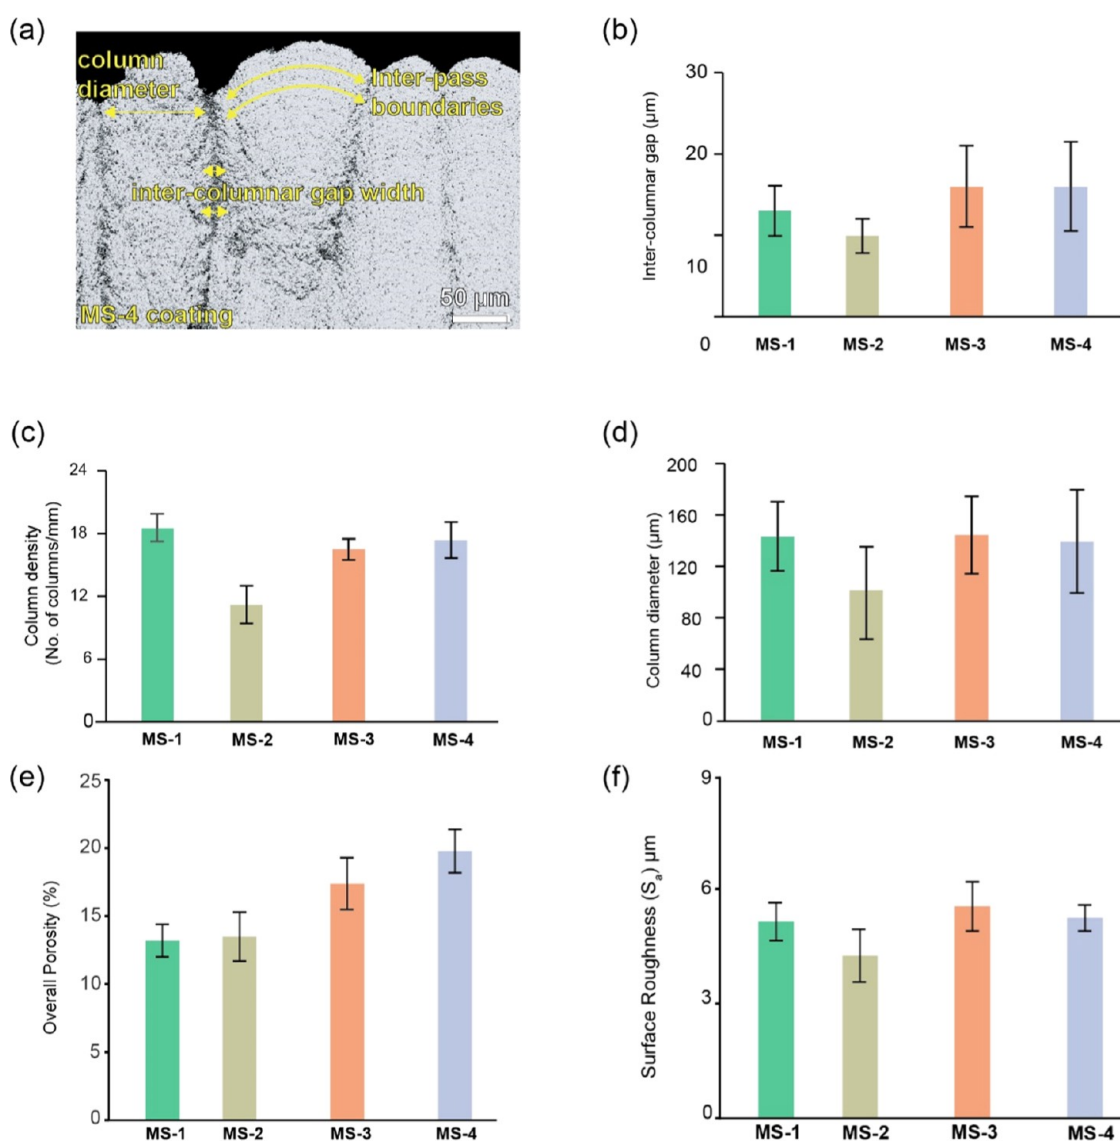 (a)
column
diameter
Inter-pass
boundaries
inter-columnar gap width
MS-4 coating
50 µm
(b)
Inter-columnar gap (µm)
30
20
10
0
MS-1 MS-2 MS-3 MS-4
(c)
Column density
(No. of columns/mm)
24
18
12
6
0
MS-1 MS-2 MS-3 MS-4
(d)
Column diameter (µm)
200
160
120
80
40
0
MS-1 MS-2 MS-3 MS-4
(e)
Overall Porosity (%)
25
20
15
10
5
0
MS-1 MS-2 MS-3 MS-4
(f)
Surface Roughness (Sₐ) µm
9
6
3
0
MS-1 MS-2 MS-3 MS-4